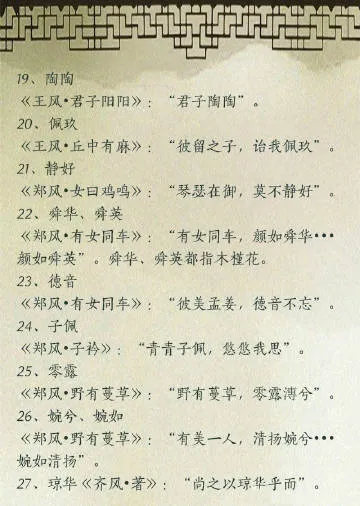 19、陶陶
《王风•君子阳阳》：“君子陶陶”。
20、佩玖
《王风•丘中有麻》：“彼留之子，诒我佩玖”。
21、静好
《郑风•女曰鸡鸣》：“琴瑟在御，莫不静好”。
22、舜华、舜英
《郑风•有女同车》：“有女同车，颜如舜华•••
颜如舜英”。舜华、舜英都指木槿花。
23、德音
《郑风•有女同车》：“彼美孟姜，德音不忘”。
24、子佩
《郑风•子衿》：“青青子佩，悠悠我思”。
25、零露
《郑风•野有蔓草》：“野有蔓草，零露漙兮”。
26、婉兮、婉如
《郑风•野有蔓草》：“有美一人，清扬婉兮•••
婉如清扬”。
27、琼华《齐风•著》：“尚之以琼华乎而”。